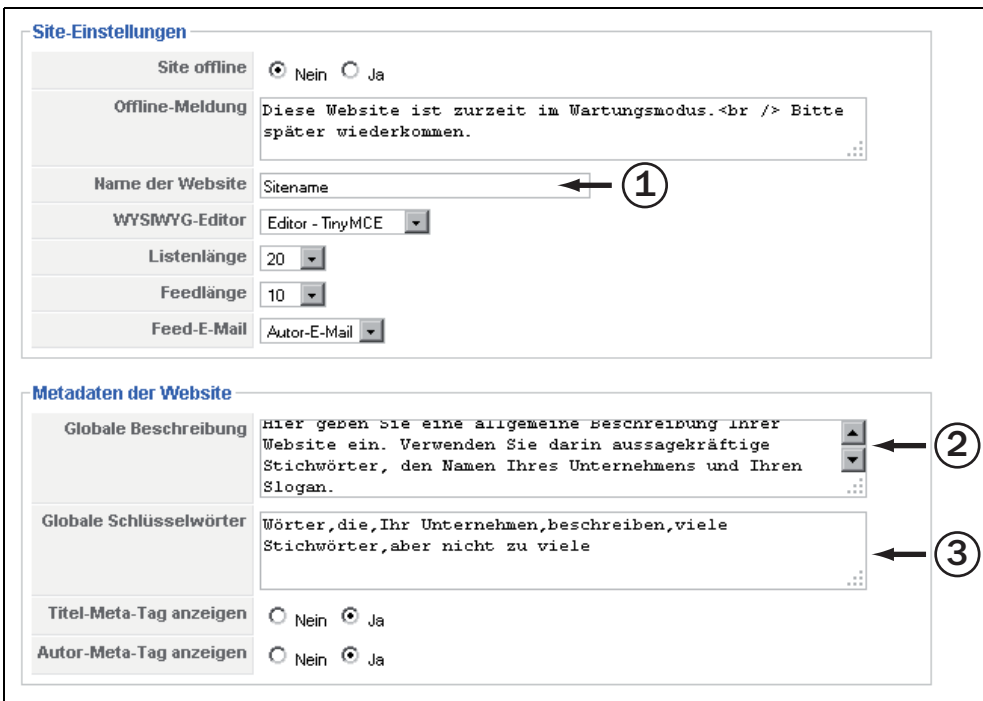 Site-Einstellungen
Site offline Nein Ja
Offline-Meldung Diese Website ist zurzeit im Wartungsmodus.<br /> Bitte
später wiederkommen.
Name der Website Sitename 1
WYSIWYG-Editor Editor - TinyMCE
Listenlänge 20
Feedlänge 10
Feed-E-Mail Autor-E-Mail
Metadaten der Website
Globale Beschreibung Hier geben Sie eine allgemeine Beschreibung Ihrer
Website ein. Verwenden Sie darin aussagekräftige 2
Stichwörter, den Namen Ihres Unternehmens und Ihren
Slogan.
Globale Schlüsselwörter Wörter,die,Ihr Unternehmen,beschreiben,viele
Stichwörter,aber nicht zu viele 3
Titel-Meta-Tag anzeigen Nein Ja
Autor-Meta-Tag anzeigen Nein Ja